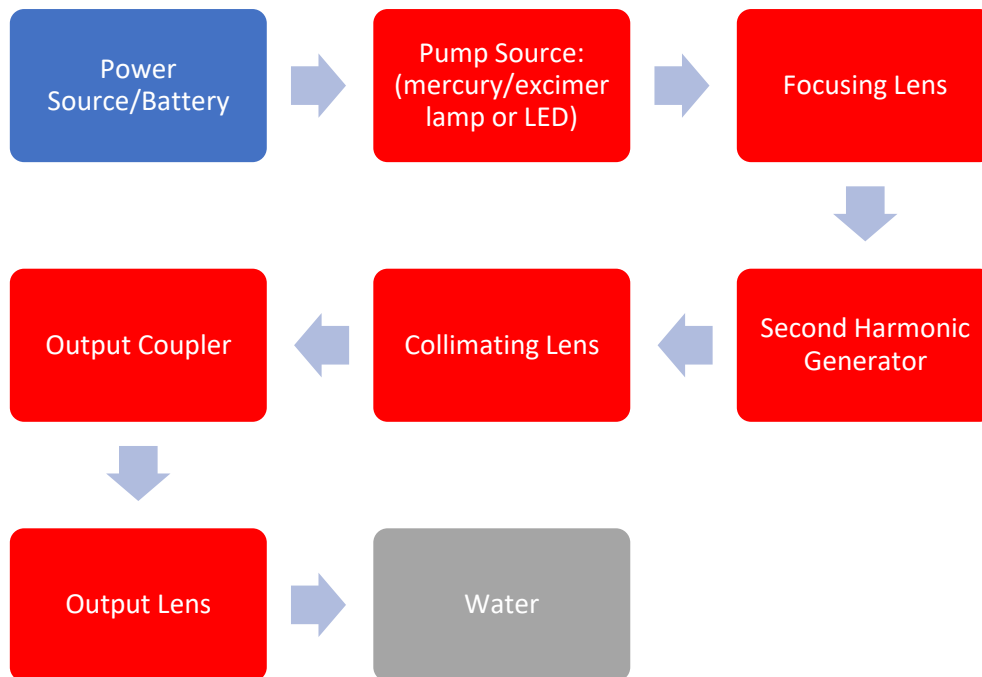 Power
Source/Battery
Pump Source:
(mercury/excimer
lamp or LED)
Focusing Lens
Second Harmonic
Generator
Collimating Lens
Output Coupler
Output Lens
Water